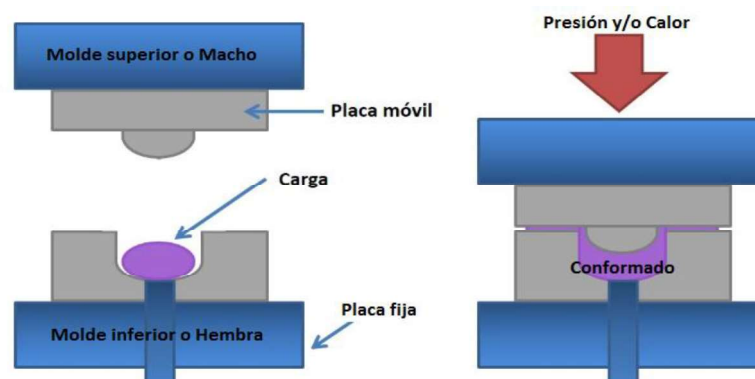 Molde superior o Macho
Placa móvil
Carga
Placa fija
Molde inferior o Hembra
Presión y/o Calor
Conformado